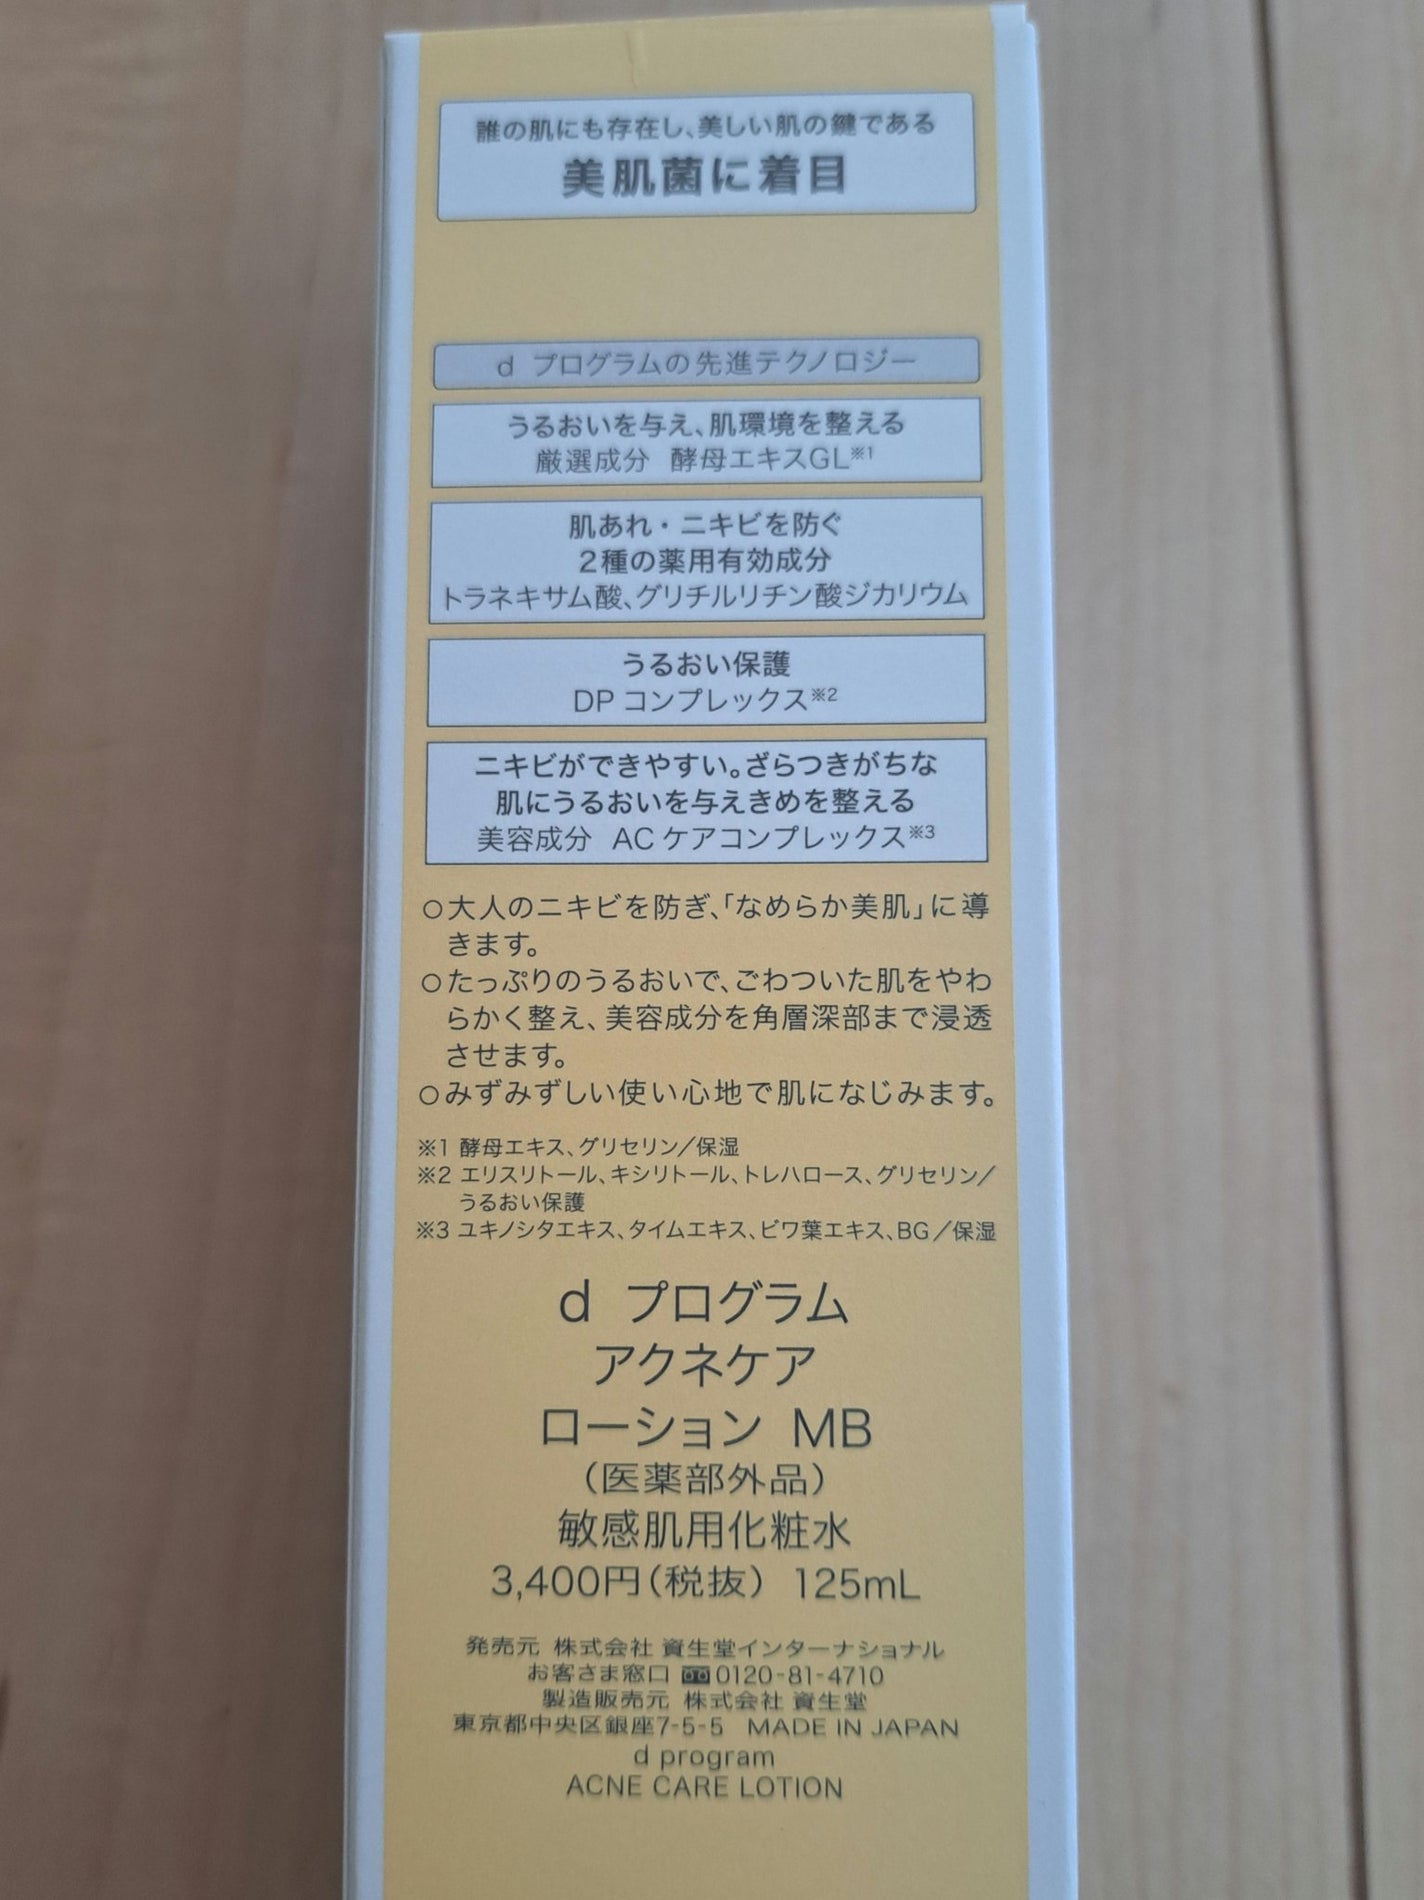 誰の肌にも存在し、美しい肌の鍵である
美肌菌に着目
d プログラムの先進テクノロジー
うるおいを与え、肌環境を整える
厳選成分 酵母エキスGL※1
肌あれ・ニキビを防ぐ
2種の薬用有効成分
トラネキサム酸、グリチルリチン酸ジカリウム
うるおい保護
DP コンプレックス※2
ニキビができやすい。ざらつきがちな
肌にうるおいを与えきめを整える
美容成分 AC ケアコンプレックス※3
○大人のニキビを防ぎ、「なめらか美肌」に導
きます。
○たっぷりのうるおいで、ごわついた肌をやわ
らかく整え、美容成分を角層深部まで浸透
させます。
○みずみずしい使い心地で肌になじみます。
※1 酵母エキス、グリセリン/保湿
※2 エリスリトール、キシリトール、トレハロース、グリセリン/
うるおい保護
※3 ユキノシタエキス、タイムエキス、ビワ葉エキス、BG/保湿
d プログラム
アクネケア
ローション MB
(医薬部外品)
敏感肌用化粧水
3,400円(税抜) 125mL
発売元 株式会社 資生堂インターナショナル
お客さま窓口 0120-81-4710
製造販売元 株式会社 資生堂
東京都中央区銀座7-5-5 MADE IN JAPAN
d program
ACNE CARE LOTION